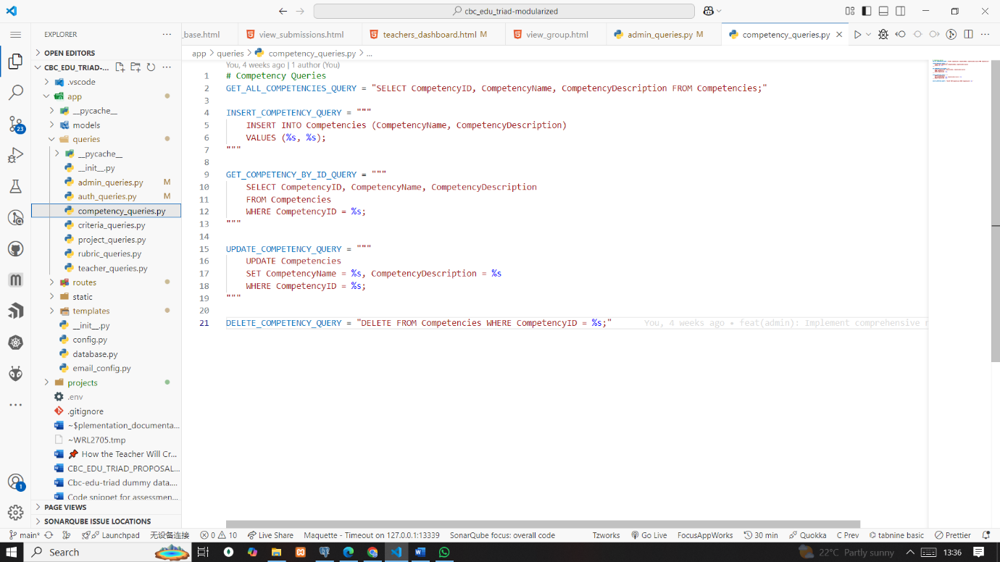 cbc_edu_triad-modularized
EXPLORER
_base.html
view_submissions.html
teachers_dashboard.html M
view_group.html
admin_queries.py M
competency_queries.py
OPEN EDITORS
CBC_EDU_TRIAD-...
.vscode
app
__pycache__
models
queries
__pycache__
__init__.py
admin_queries.py M
auth_queries.py M
competency_queries.py
criteria_queries.py
project_queries.py
rubric_queries.py
teacher_queries.py
routes
static
templates
__init__.py
config.py
database.py
email_config.py
projects
.env
.gitignore
~$plementation_documenta...
~WRL2705.tmp
How the Teacher Will Cr...
CBC_EDU_TRIAD_PROPOSAL...
Cbc-edu-triad dummy data....
Code snippet for assessmen...
PAGE VIEWS
SONARQUBE ISSUE LOCATIONS
23
1
app > queries > competency_queries.py > ...
You, 4 weeks ago | 1 author (You)
1 # Competency Queries
2 GET_ALL_COMPETENCIES_QUERY = "SELECT CompetencyID, CompetencyName, CompetencyDescription FROM Competencies;"
3
4 INSERT_COMPETENCY_QUERY = """
5 INSERT INTO Competencies (CompetencyName, CompetencyDescription)
6 VALUES (%s, %s);
7 """
8
9 GET_COMPETENCY_BY_ID_QUERY = """
10 SELECT CompetencyID, CompetencyName, CompetencyDescription
11 FROM Competencies
12 WHERE CompetencyID = %s;
13 """
14
15 UPDATE_COMPETENCY_QUERY = """
16 UPDATE Competencies
17 SET CompetencyName = %s, CompetencyDescription = %s
18 WHERE CompetencyID = %s;
19 """
20
21 DELETE_COMPETENCY_QUERY = "DELETE FROM Competencies WHERE CompetencyID = %s;" You, 4 weeks ago • feat(admin): Implement comprehensive
main* Launchpad 无设备连接 0 10 Live Share Maquette - Timeout on 127.0.0.1:13339 SonarQube focus: overall code Tzworks Go Live FocusAppWorks 30 min Quokka C Prev tabnine basic Prettier
Search 22°C Partly sunny 13:36